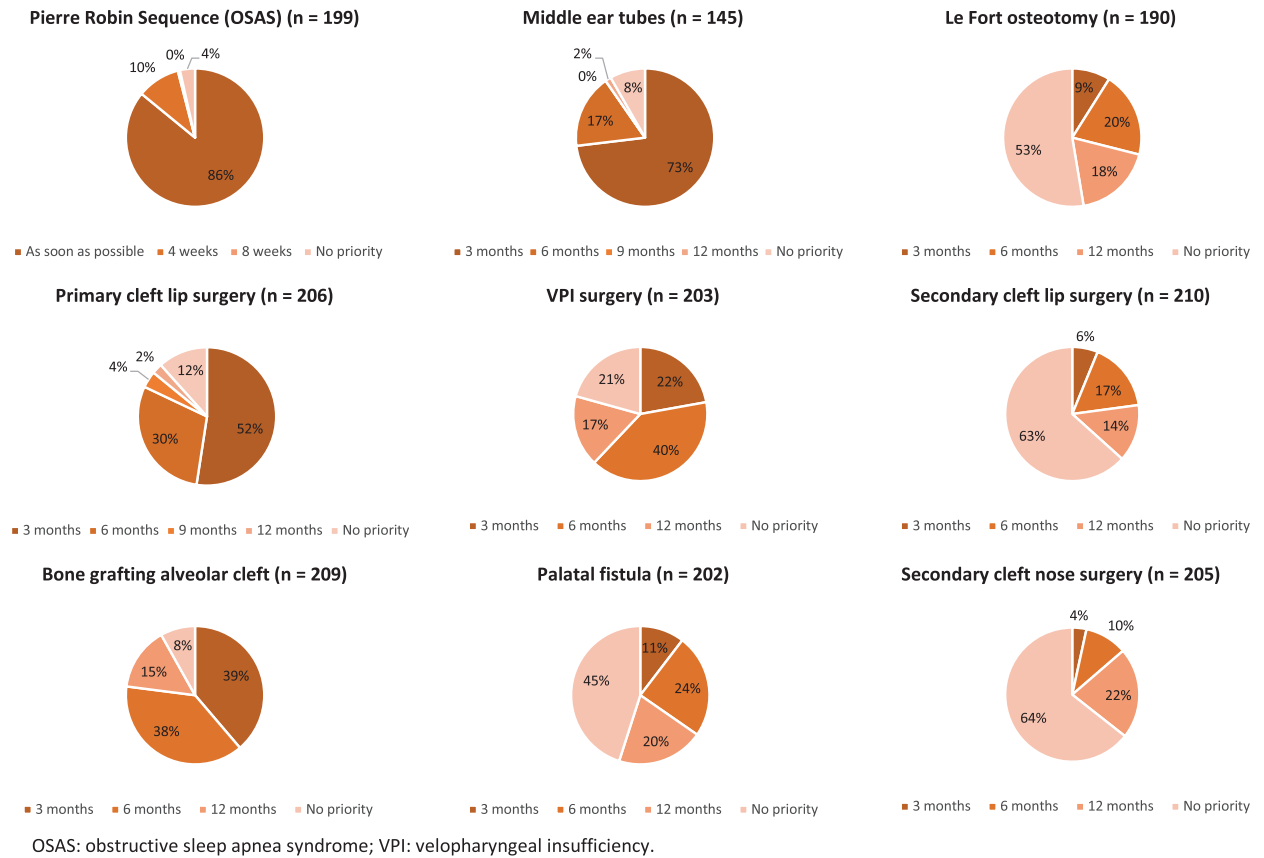 Pierre Robin Sequence (OSAS) (n = 199)
0%
4%
10%
86%
As soon as possible 4 weeks 8 weeks No priority
Middle ear tubes (n = 145)
2%
0%
8%
17%
73%
3 months 6 months 9 months 12 months No priority
Le Fort osteotomy (n = 190)
9%
20%
53%
18%
3 months 6 months 12 months No priority
Primary cleft lip surgery (n = 206)
2%
4%
12%
52%
30%
3 months 6 months 9 months 12 months No priority
VPI surgery (n = 203)
21%
22%
17%
40%
3 months 6 months 12 months No priority
Secondary cleft lip surgery (n = 210)
6%
17%
14%
63%
3 months 6 months 12 months No priority
Bone grafting alveolar cleft (n = 209)
8%
15%
39%
38%
3 months 6 months 12 months No priority
Palatal fistula (n = 202)
11%
45%
24%
20%
3 months 6 months 12 months No priority
Secondary cleft nose surgery (n = 205)
4%
10%
22%
64%
3 months 6 months 12 months No priority
OSAS: obstructive sleep apnea syndrome; VPI: velopharyngeal insufficiency.